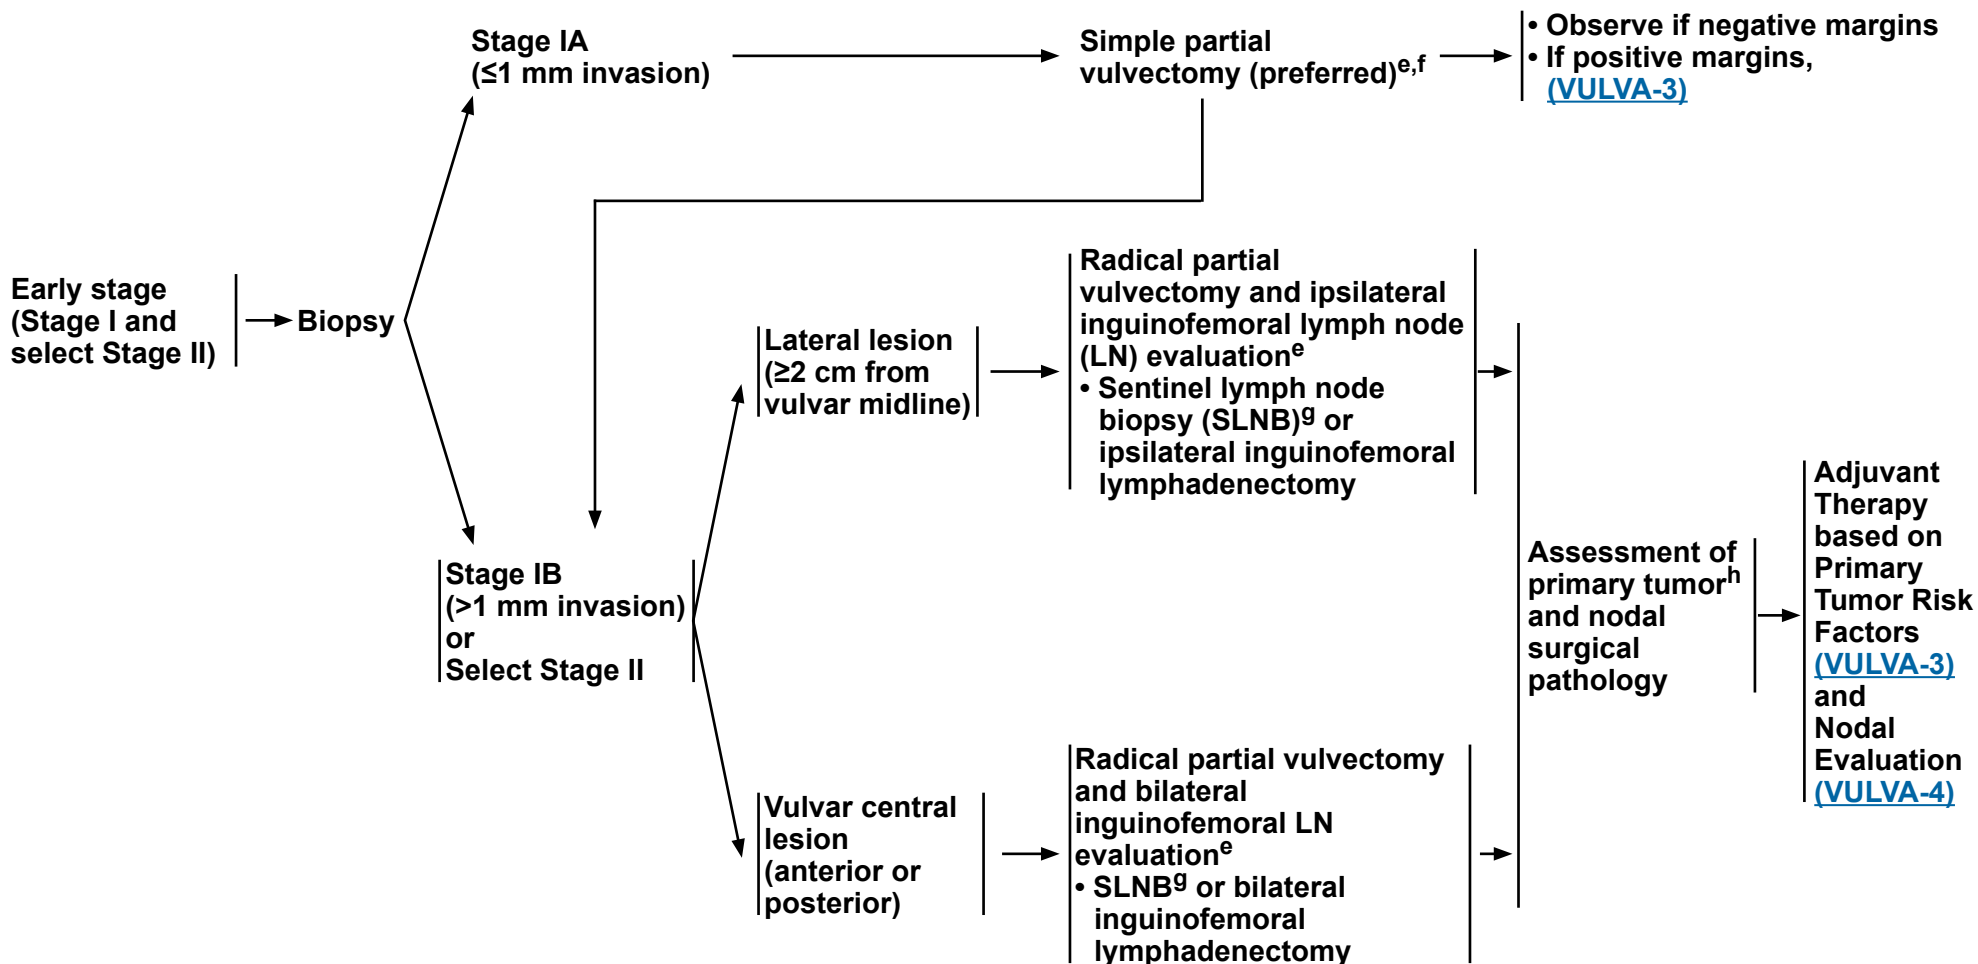 Stage IA
(≤1 mm invasion)
Simple partial
vulvectomy (preferred)e,f
• Observe if negative margins
• If positive margins,
(VULVA-3)
Early stage
(Stage I and
select Stage II)
Biopsy
Lateral lesion
(≥2 cm from
vulvar midline)
Radical partial
vulvectomy and ipsilateral
inguinofemoral lymph node
(LN) evaluatione
• Sentinel lymph node
biopsy (SLNB)g or
ipsilateral inguinofemoral
lymphadenectomy
Stage IB
(>1 mm invasion)
or
Select Stage II
Vulvar central
lesion
(anterior or
posterior)
Radical partial vulvectomy
and bilateral
inguinofemoral LN
evaluatione
• SLNBg or bilateral
inguinofemoral
lymphadenectomy
Assessment of
primary tumorh
and nodal
surgical
pathology
Adjuvant
Therapy
based on
Primary
Tumor Risk
Factors
(VULVA-3)
and
Nodal
Evaluation
(VULVA-4)